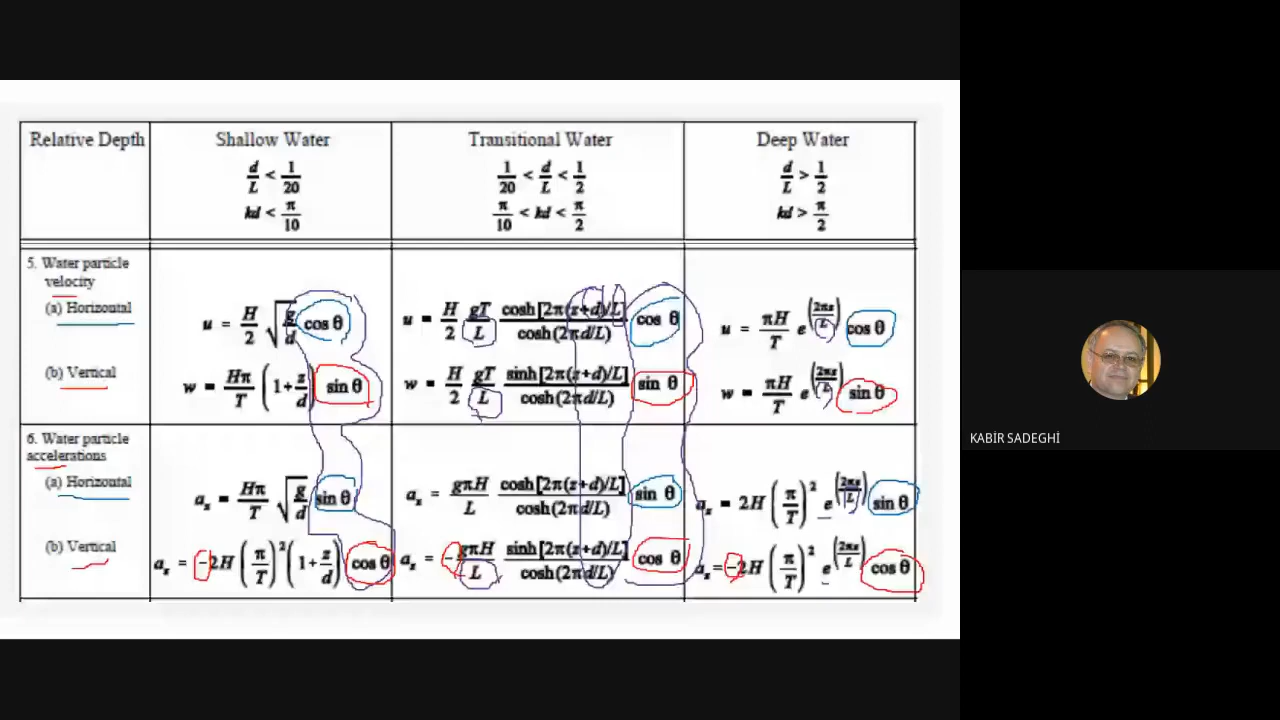 Relative Depth Shallow Water Transitional Water Deep Water
d/L < 1/20 1/20 < d/L < 1/2 d/L > 1/2
kd < π/10 π/10 < kd < π/2 kd > π/2
5. Water particle
velocity
(a) Horizontal u = H/2 √(g/d) cos θ u = H/2 gT/L cosh[2π(z+d)/L]/cosh(2πd/L) cos θ u = πH/T e^(2πz/L) cos θ
(b) Vertical w = Hπ/T (1+z/d) sin θ w = H/2 gT/L sinh[2π(z+d)/L]/cosh(2πd/L) sin θ w = πH/T e^(2πz/L) sin θ
6. Water particle
accelerations
(a) Horizontal aₓ = Hπ/T √(g/d) sin θ aₓ = gπH/L cosh[2π(z+d)/L]/cosh(2πd/L) sin θ aₓ = 2H (π/T)² e^(2πz/L) sin θ
(b) Vertical a_z = -2H (π/T)² (1+z/d) cos θ a_z = -gπH/L sinh[2π(z+d)/L]/cosh(2πd/L) cos θ a_z = -2H (π/T)² e^(2πz/L) cos θ
KABİR SADEGHİ